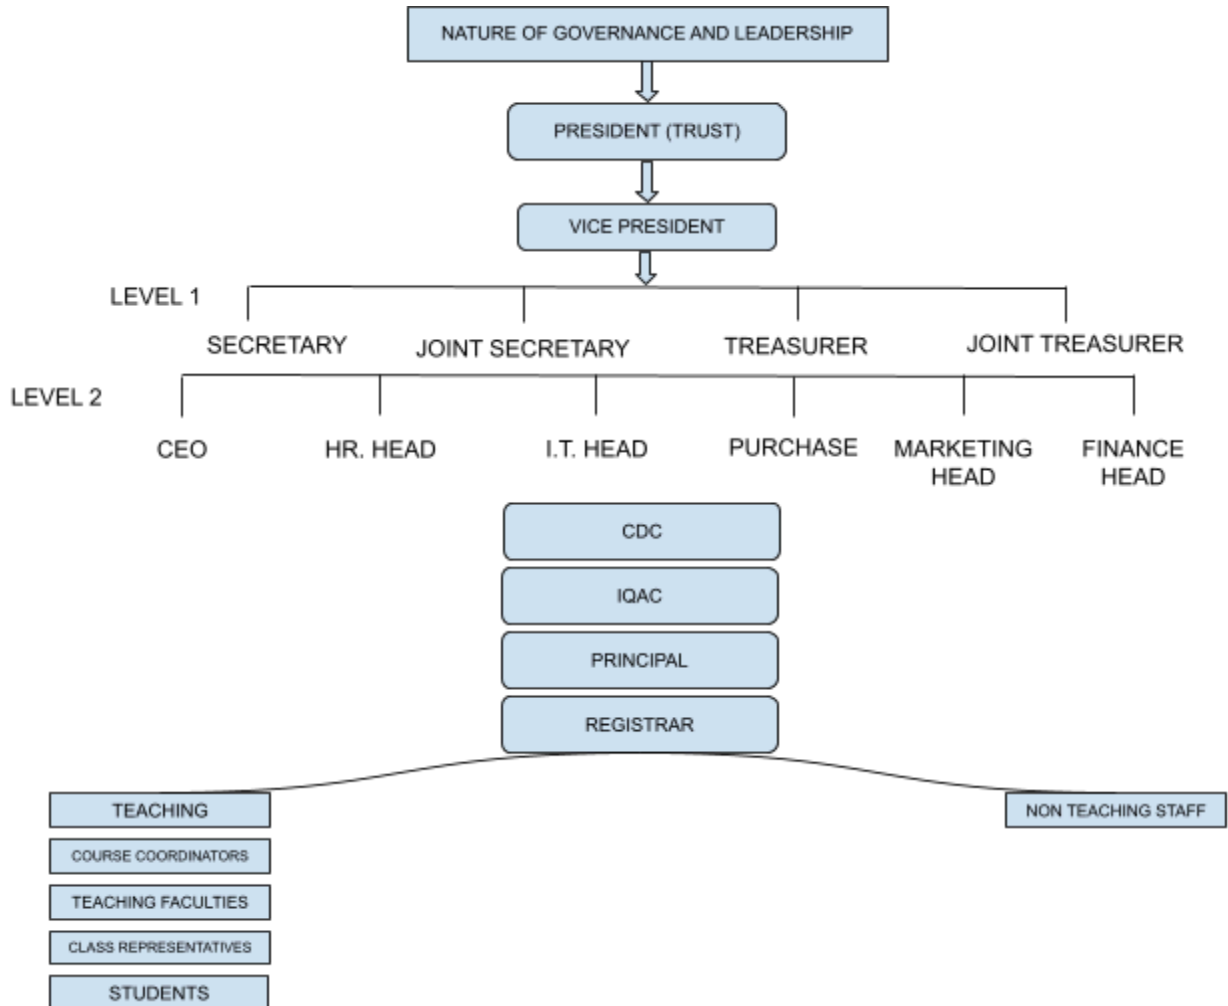 NATURE OF GOVERNANCE AND LEADERSHIP
PRESIDENT (TRUST)
VICE PRESIDENT
LEVEL 1
SECRETARY
JOINT SECRETARY
TREASURER
JOINT TREASURER
LEVEL 2
CEO
HR. HEAD
I.T. HEAD
PURCHASE
MARKETING
HEAD
FINANCE
HEAD
CDC
IQAC
PRINCIPAL
REGISTRAR
TEACHING
NON TEACHING STAFF
COURSE COORDINATORS
TEACHING FACULTIES
CLASS REPRESENTATIVES
STUDENTS